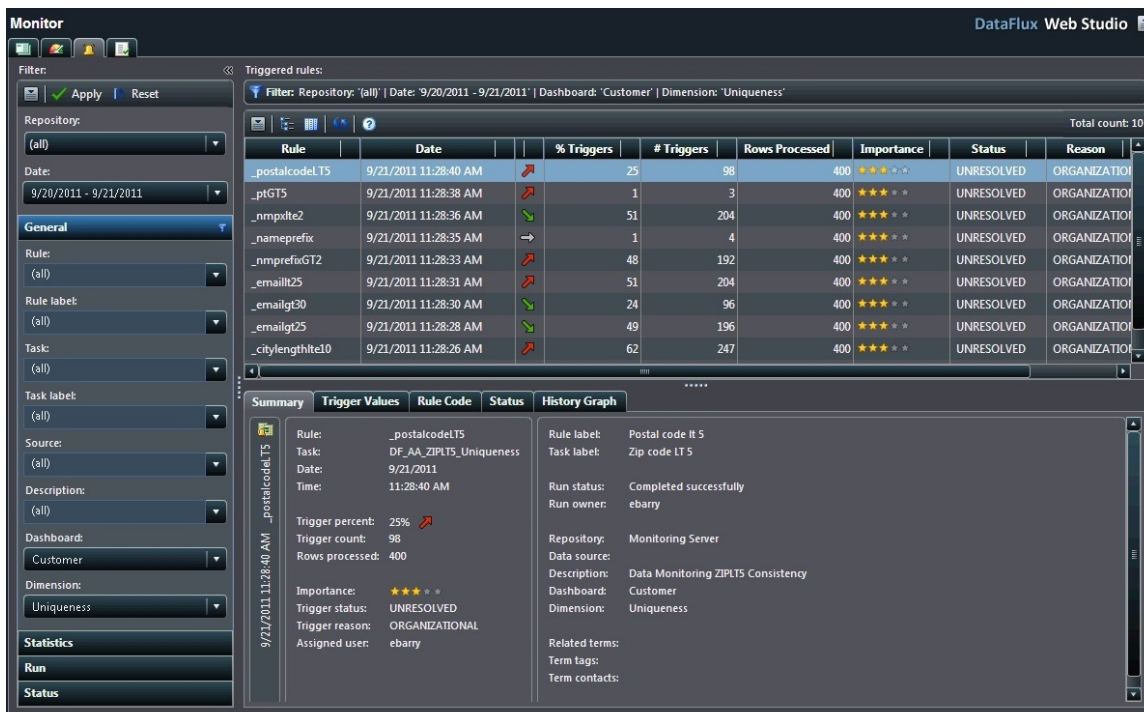 Monitor
DataFlux Web Studio
Filter:
Apply Reset
Repository:
(all)
Date:
9/20/2011 - 9/21/2011
General
Rule:
(all)
Rule label:
(all)
Task:
(all)
Task label:
(all)
Source:
(all)
Description:
(all)
Dashboard:
Customer
Dimension:
Uniqueness
Statistics
Run
Status
Triggered rules:
Filter: Repository: '(all)' | Date: '9/20/2011 - 9/21/2011' | Dashboard: 'Customer' | Dimension: 'Uniqueness'
Total count: 10
Rule Date % Triggers # Triggers Rows Processed Importance Status Reason
_postalcodeLT5 9/21/2011 11:28:40 AM 25 98 400 UNRESOLVED ORGANIZATIO
_ptGT5 9/21/2011 11:28:38 AM 1 3 400 UNRESOLVED ORGANIZATIO
_nmpxlte2 9/21/2011 11:28:36 AM 51 204 400 UNRESOLVED ORGANIZATIO
_nameprefix 9/21/2011 11:28:35 AM 1 4 400 UNRESOLVED ORGANIZATIO
_nmprefixGT2 9/21/2011 11:28:33 AM 48 192 400 UNRESOLVED ORGANIZATIO
_emaillt25 9/21/2011 11:28:31 AM 51 204 400 UNRESOLVED ORGANIZATIO
_emailgt30 9/21/2011 11:28:30 AM 24 96 400 UNRESOLVED ORGANIZATIO
_emailgt25 9/21/2011 11:28:28 AM 49 196 400 UNRESOLVED ORGANIZATIO
_citylengthlte10 9/21/2011 11:28:26 AM 62 247 400 UNRESOLVED ORGANIZATIO
Summary Trigger Values Rule Code Status History Graph
9/21/2011 11:28:40 AM _postalcodeLT5
Rule: _postalcodeLT5
Task: DF_AA_ZIPLT5_Uniqueness
Date: 9/21/2011
Time: 11:28:40 AM
Trigger percent: 25%
Trigger count: 98
Rows processed: 400
Importance:
Trigger status: UNRESOLVED
Trigger reason: ORGANIZATIONAL
Assigned user: ebarry
Rule label: Postal code lt 5
Task label: Zip code LT 5
Run status: Completed successfully
Run owner: ebarry
Repository: Monitoring Server
Data source:
Description: Data Monitoring ZIPLT5 Consistency
Dashboard: Customer
Dimension: Uniqueness
Related terms:
Term tags:
Term contacts: